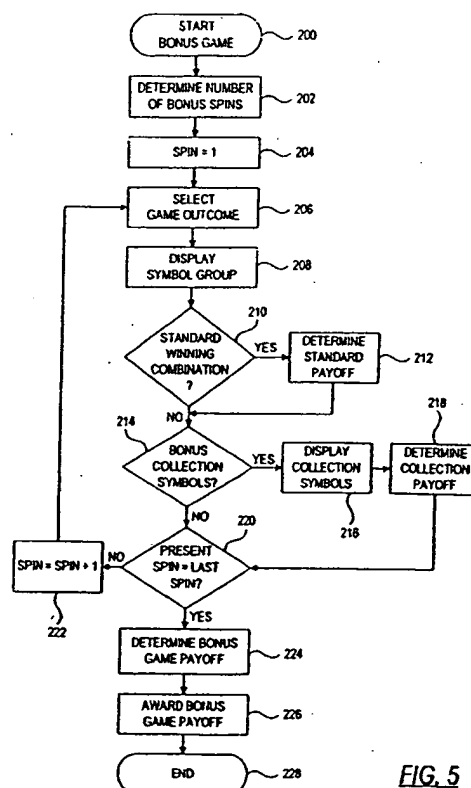 START
BONUS GAME
200
DETERMINE NUMBER
OF BONUS SPINS
202
SPIN = 1
204
SELECT
GAME OUTCOME
206
DISPLAY
SYMBOL GROUP
208
210
STANDARD
WINNING
COMBINATION
?
YES
DETERMINE
STANDARD
PAYOFF
212
NO
214
BONUS
COLLECTION
SYMBOLS?
YES
DISPLAY
COLLECTION
SYMBOLS
216
218
DETERMINE
COLLECTION
PAYOFF
NO
220
PRESENT
SPIN = LAST
SPIN?
NO
SPIN = SPIN + 1
222
YES
DETERMINE BONUS
GAME PAYOFF
224
AWARD BONUS
GAME PAYOFF
226
END
228
FIG. 5